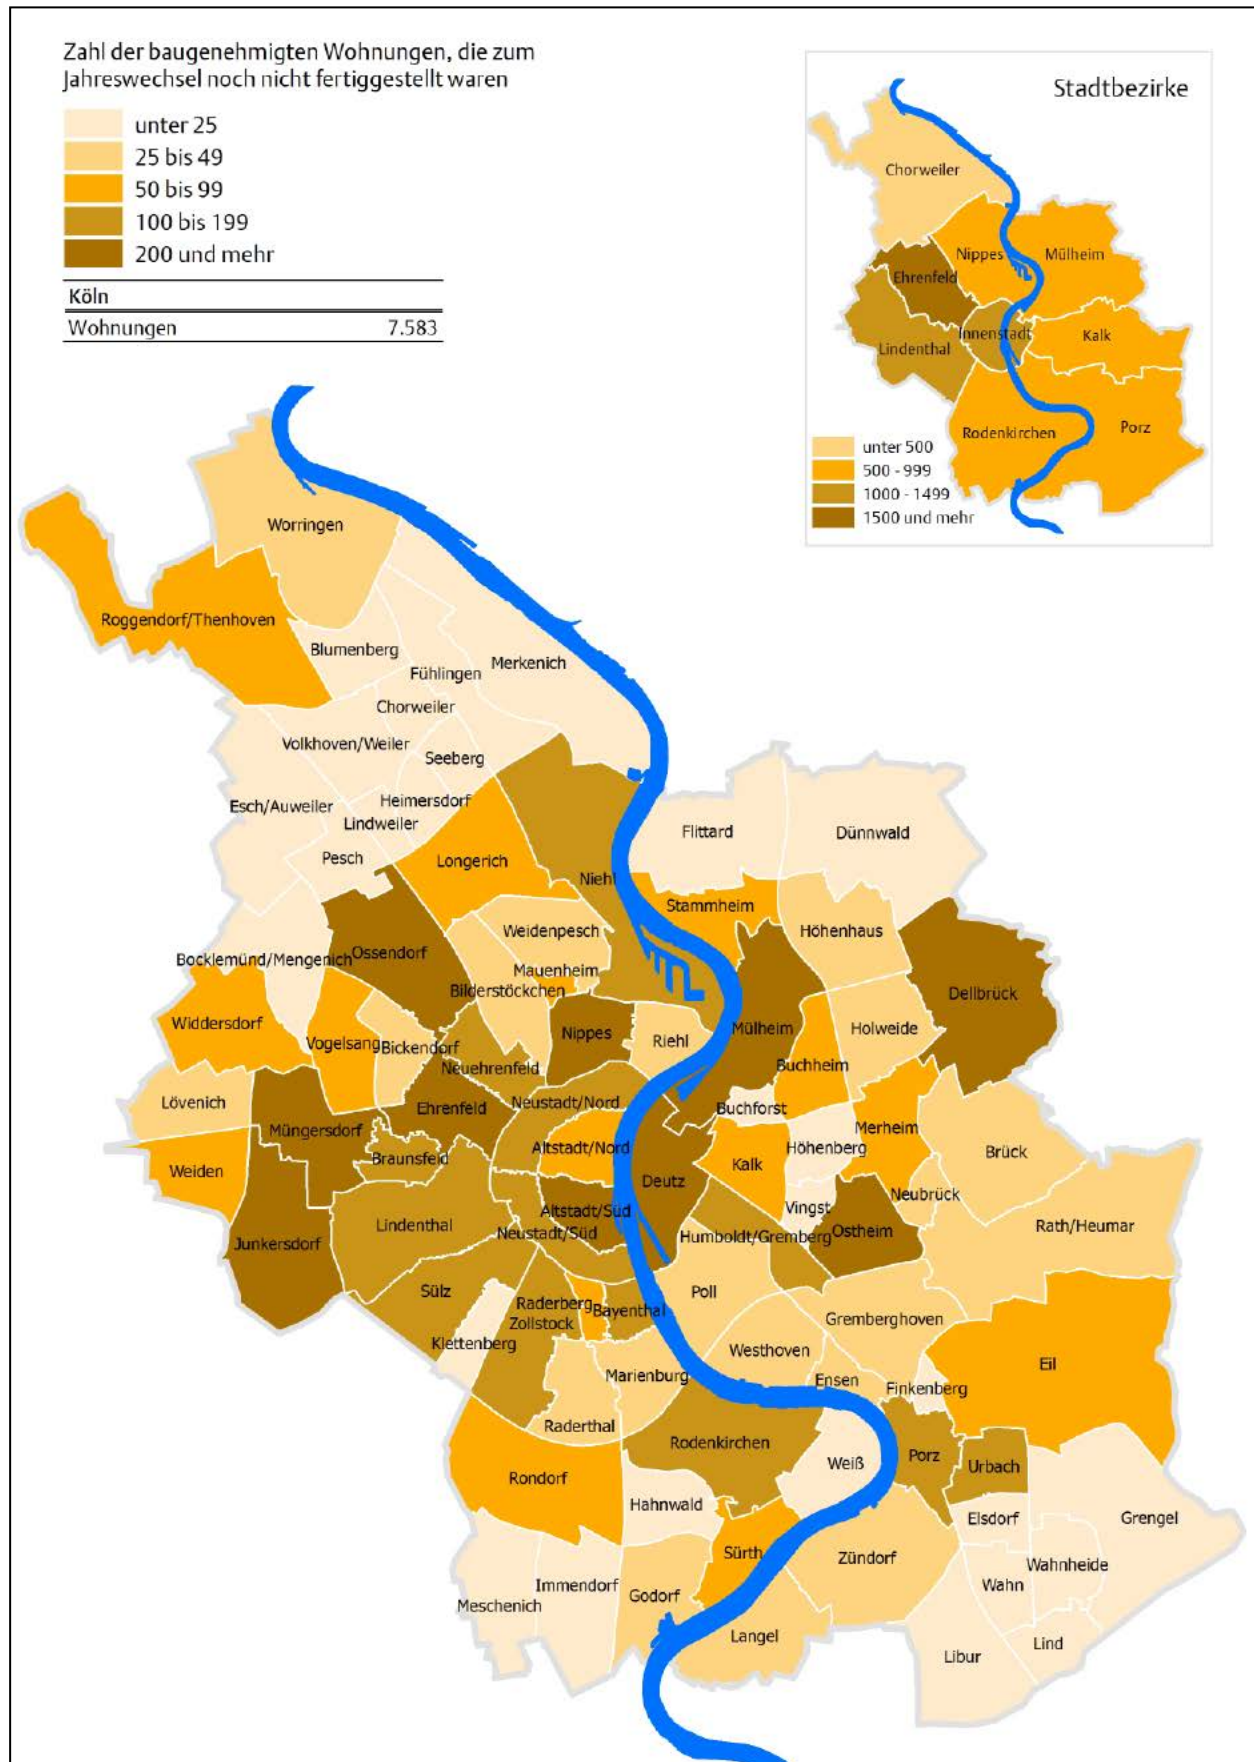 Zahl der baugenehmigten Wohnungen, die zum
Jahreswechsel noch nicht fertiggestellt waren
unter 25
25 bis 49
50 bis 99
100 bis 199
200 und mehr
Köln
Wohnungen 7.583
Stadtbezirke
Chorweiler
Nippes Mülheim
Ehrenfeld
Innenstadt
Lindenthal
Kalk
Rodenkirchen
Porz
unter 500
500 - 999
1000 - 1499
1500 und mehr
Worringen
Roggendorf/Thenhoven
Blumenberg
Merkenich
Fühlingen
Chorweiler
Volkhoven/Weiler
Seeberg
Esch/Auweiler
Heimersdorf
Lindweiler
Pesch
Longerich
Flittard
Dünnwald
Niehl
Stammheim
Weidenpesch
Höhenhaus
Ossendorf
Bocklemünd/Mengenich
Mauenheim
Bilderstöckchen
Dellbrück
Widdersdorf
Vogelsang
Bickendorf
Nippes
Riehl
Mülheim
Holweide
Neuehrenfeld
Buchheim
Lövenich
Ehrenfeld
Neustadt/Nord
Buchforst
Müngersdorf
Merheim
Braunsfeld
Altstadt/Nord
Höhenberg
Brück
Weiden
Kalk
Deutz
Neubrück
Vingst
Altstadt/Süd
Lindenthal
Neustadt/Süd
Rath/Heumar
Junkersdorf
Humboldt/Gremberg
Ostheim
Sülz
Poll
Raderberg
Bayenthal
Zollstock
Gremberghoven
Klettenberg
Westhoven
Eil
Marienburg
Ensen
Finkenberg
Raderthal
Rodenkirchen
Weiß
Porz
Urbach
Rondorf
Hahnwald
Elsdorf
Grengel
Sürth
Zündorf
Wahnheide
Immendorf
Wahn
Godorf
Meschenich
Langel
Lind
Libur